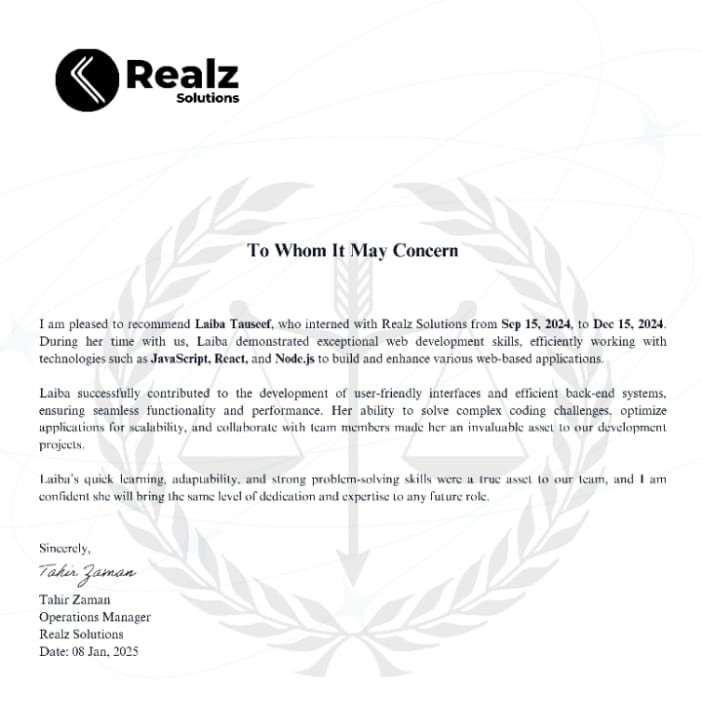 Realz
Solutions
To Whom It May Concern
I am pleased to recommend Laiba Tauseef, who interned with Realz Solutions from Sep 15, 2024, to Dec 15, 2024.
During her time with us, Laiba demonstrated exceptional web development skills, efficiently working with
technologies such as JavaScript, React, and Node.js to build and enhance various web-based applications.
Laiba successfully contributed to the development of user-friendly interfaces and efficient back-end systems,
ensuring seamless functionality and performance. Her ability to solve complex coding challenges, optimize
applications for scalability, and collaborate with team members made her an invaluable asset to our development
projects.
Laiba's quick learning, adaptability, and strong problem-solving skills were a true asset to our team, and I am
confident she will bring the same level of dedication and expertise to any future role.
Sincerely,
Tahir Zaman
Tahir Zaman
Operations Manager
Realz Solutions
Date: 08 Jan, 2025